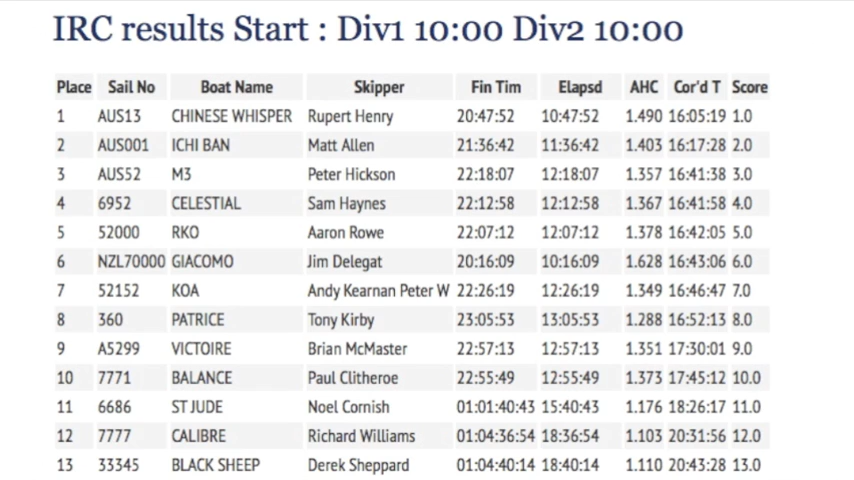 IRC results Start : Div1 10:00 Div2 10:00
Place Sail No Boat Name Skipper Fin Tim Elapsd AHC Cor'd T Score
1 AUS13 CHINESE WHISPER Rupert Henry 20:47:52 10:47:52 1.490 16:05:19 1.0
2 AUS001 ICHI BAN Matt Allen 21:36:42 11:36:42 1.403 16:17:28 2.0
3 AUS52 M3 Peter Hickson 22:18:07 12:18:07 1.357 16:41:38 3.0
4 6952 CELESTIAL Sam Haynes 22:12:58 12:12:58 1.367 16:41:58 4.0
5 52000 RKO Aaron Rowe 22:07:12 12:07:12 1.378 16:42:05 5.0
6 NZL70000 GIACOMO Jim Delegat 20:16:09 10:16:09 1.628 16:43:06 6.0
7 52152 KOA Andy Kearnan Peter W 22:26:19 12:26:19 1.349 16:46:47 7.0
8 360 PATRICE Tony Kirby 23:05:53 13:05:53 1.288 16:52:13 8.0
9 A5299 VICTOIRE Brian McMaster 22:57:13 12:57:13 1.351 17:30:01 9.0
10 7771 BALANCE Paul Clitheroe 22:55:49 12:55:49 1.373 17:45:12 10.0
11 6686 ST JUDE Noel Cornish 01:01:40:43 15:40:43 1.176 18:26:17 11.0
12 7777 CALIBRE Richard Williams 01:04:36:54 18:36:54 1.103 20:31:56 12.0
13 33345 BLACK SHEEP Derek Sheppard 01:04:40:14 18:40:14 1.110 20:43:28 13.0